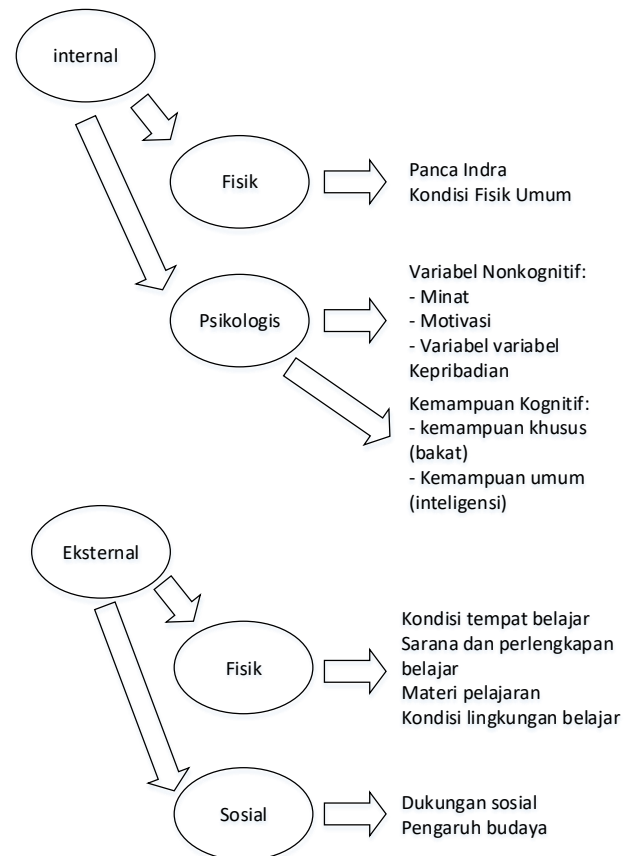 internal
Fisik
Panca Indra
Kondisi Fisik Umum
Psikologis
Variabel Nonkognitif:
- Minat
- Motivasi
- Variabel variabel
Kepribadian
Kemampuan Kognitif:
- kemampuan khusus
(bakat)
- Kemampuan umum
(inteligensi)
Eksternal
Fisik
Kondisi tempat belajar
Sarana dan perlengkapan
belajar
Materi pelajaran
Kondisi lingkungan belajar
Sosial
Dukungan sosial
Pengaruh budaya